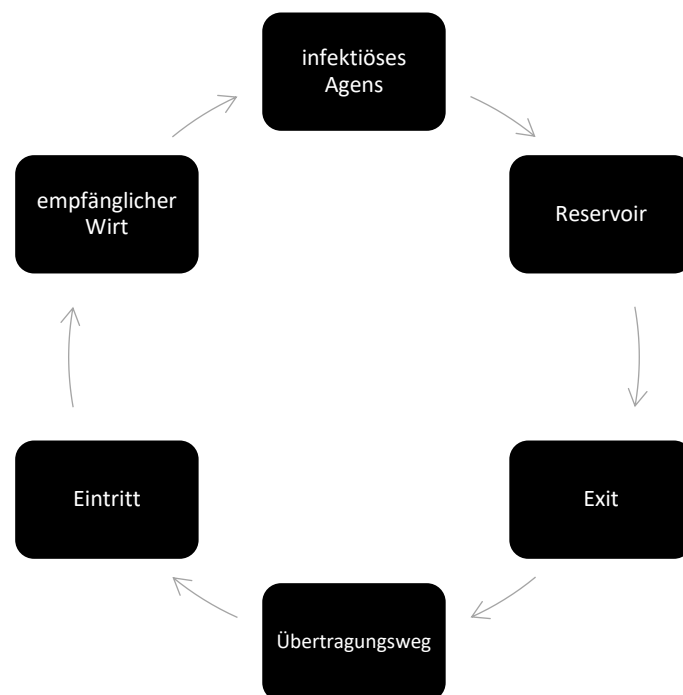 infektiöses
Agens
Reservoir
Exit
Übertragungsweg
Eintritt
empfänglicher
Wirt